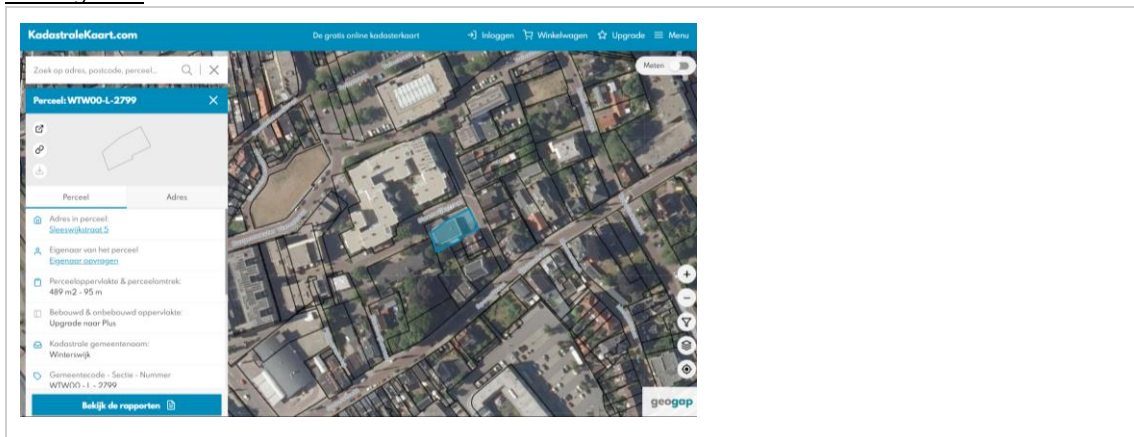 KadastraleKaart.com
De gratis online kadasterkaart
Inloggen
Winkelwagen
Upgrade
Menu
Zoek op adres, postcode, perceel...
Meten
Perceel: WTW00-L-2799
Perceel
Adres
Adres in perceel:
Sleeswijkstraat 5
Eigenaar van het perceel
Eigenaar opvragen
Perceeloppervlakte & perceelomtrek:
489 m2 - 95 m
Bebouwd & onbebouwd oppervlakte:
Upgrade naar Plus
Kadastrale gemeentenaam:
Winterswijk
Gemeentecode - Sectie - Nummer
WTW00 - L - 2799
Bekijk de rapporten
geogap